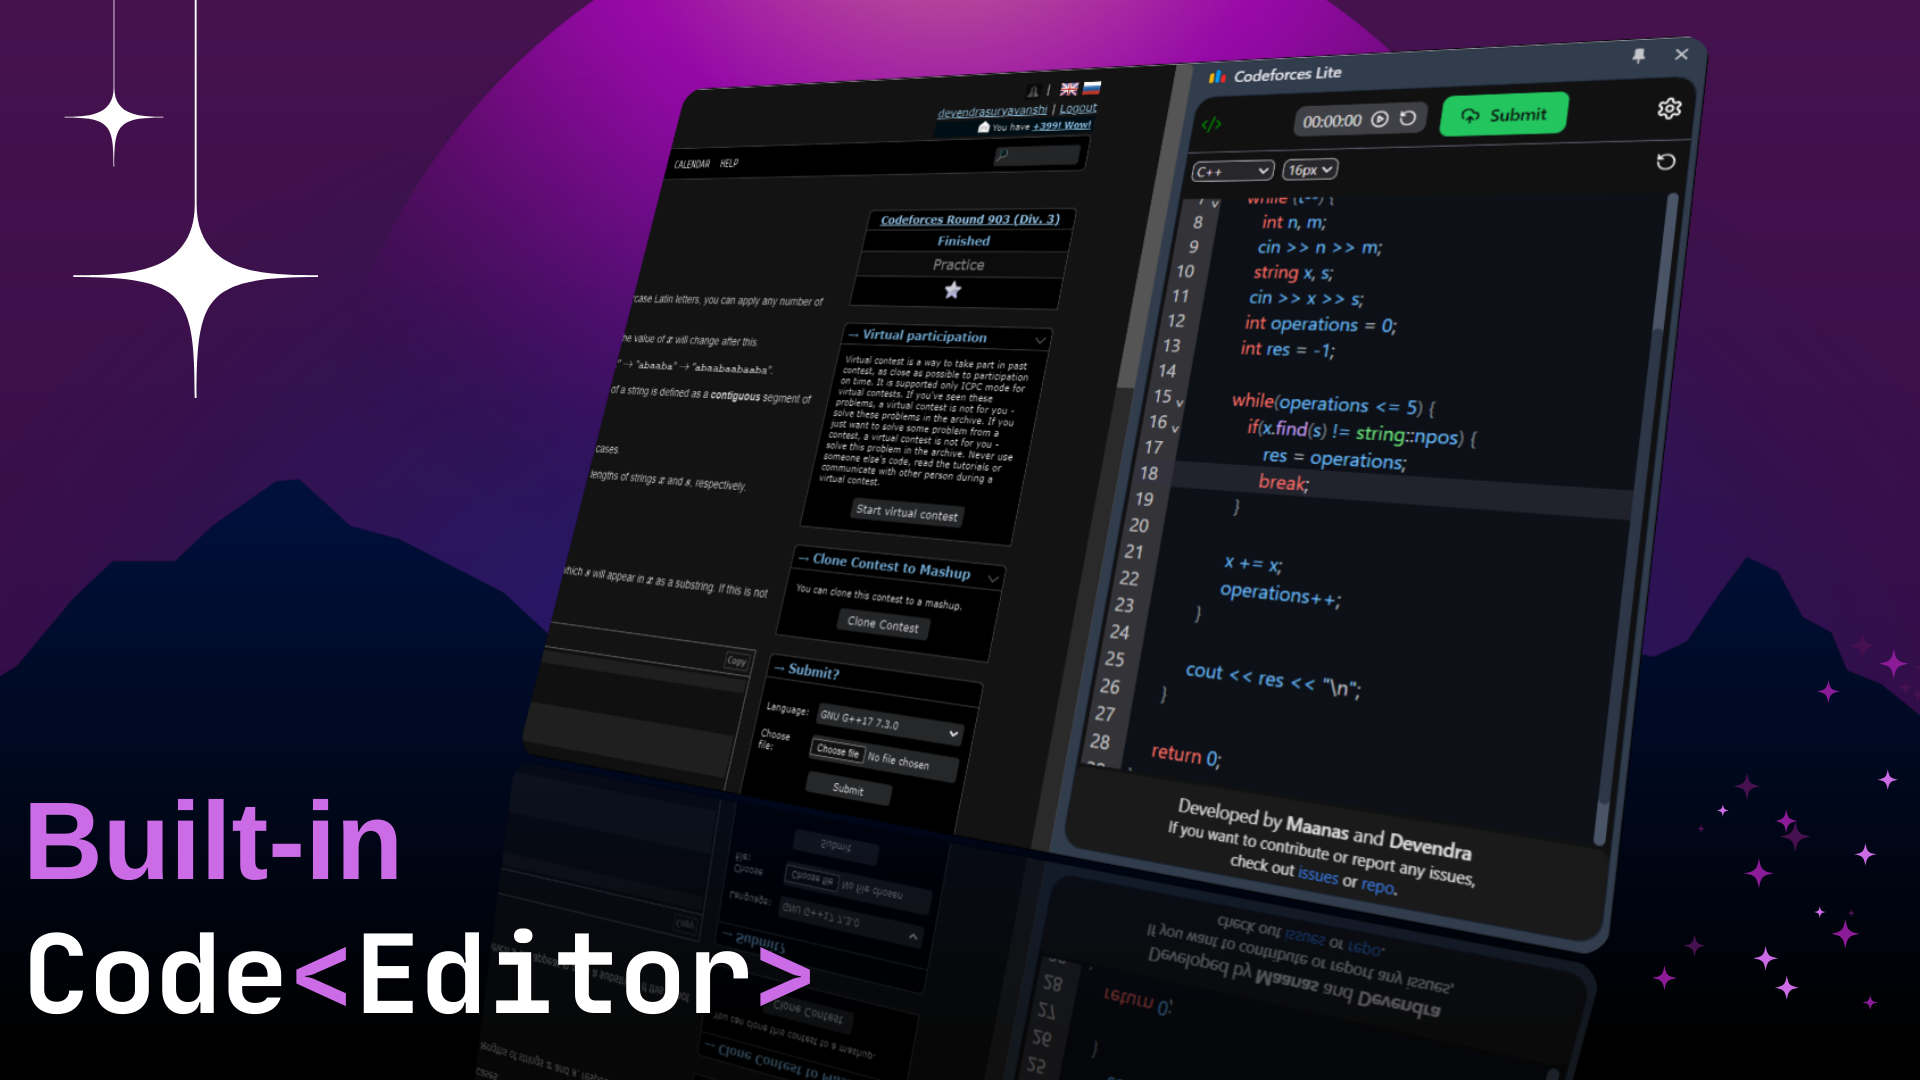 devendrasuryavanshi | Logout
You have +399! Wow!
CALENDAR HELP
case Latin letters, you can apply any number of
he value of x will change after this.
" → "abaaba" → "abaabaabaaba".
of a string is defined as a contiguous segment of
cases.
lengths of strings x and s, respectively.
which s will appear in x as a substring. If this is not
Copy
Codeforces Round 903 (Div. 3)
Finished
Practice
→ Virtual participation
Virtual contest is a way to take part in past
contest, as close as possible to participation
on time. It is supported only ICPC mode for
virtual contests. If you've seen these
problems, a virtual contest is not for you -
solve these problems in the archive. If you
just want to solve some problem from a
contest, a virtual contest is not for you -
solve this problem in the archive. Never use
someone else's code, read the tutorials or
communicate with other person during a
virtual contest.
Start virtual contest
→ Clone Contest to Mashup
You can clone this contest to a mashup.
Clone Contest
→ Submit?
Language: GNU G++17 7.3.0
Choose
file: Choose file No file chosen
Submit
Codeforces Lite
</> 00:00:00 Submit
C++ 16px
7 while (t--) {
8 int n, m;
9 cin >> n >> m;
10 string x, s;
11 cin >> x >> s;
12 int operations = 0;
13 int res = -1;
14
15 while(operations <= 5) {
16 if(x.find(s) != string::npos) {
17 res = operations;
18 break;
19 }
20
21 x += x;
22 operations++;
23 }
24
25 cout << res << "\n";
26 }
27
28 return 0;
Developed by Maanas and Devendra
If you want to contribute or report any issues,
check out issues or repo.
Built-in
Code<Editor>